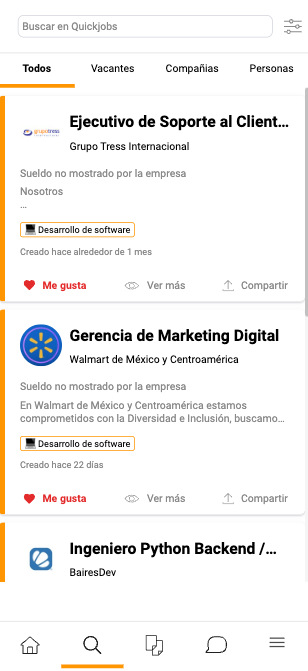 Buscar en Quickjobs
Todos Vacantes Compañias Personas
Ejecutivo de Soporte al Client...
grupotress
Grupo Tress Internacional
Sueldo no mostrado por la empresa
Nosotros
...
Desarrollo de software
Creado hace alrededor de 1 mes
Me gusta Ver más Compartir
Gerencia de Marketing Digital
Walmart de México y Centroamérica
Sueldo no mostrado por la empresa
En Walmart de México y Centroamérica estamos
comprometidos con la Diversidad e Inclusión, buscamo...
Desarrollo de software
Creado hace 22 días
Me gusta Ver más Compartir
Ingeniero Python Backend /...
BairesDev